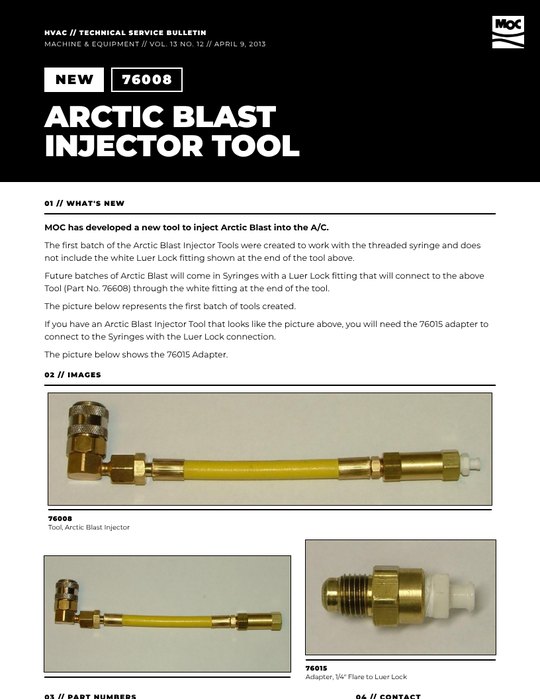 HVAC // TECHNICAL SERVICE BULLETIN
MACHINE & EQUIPMENT // VOL. 13 NO. 12 // APRIL 9, 2013
MOC
NEW 76008
ARCTIC BLAST
INJECTOR TOOL
01 // WHAT'S NEW
MOC has developed a new tool to inject Arctic Blast into the A/C.
The first batch of the Arctic Blast Injector Tools were created to work with the threaded syringe and does
not include the white Luer Lock fitting shown at the end of the tool above.
Future batches of Arctic Blast will come in Syringes with a Luer Lock fitting that will connect to the above
Tool (Part No. 76608) through the white fitting at the end of the tool.
The picture below represents the first batch of tools created.
If you have an Arctic Blast Injector Tool that looks like the picture above, you will need the 76015 adapter to
connect to the Syringes with the Luer Lock connection.
The picture below shows the 76015 Adapter.
02 // IMAGES
76008
Tool, Arctic Blast Injector
76015
Adapter, 1/4" Flare to Luer Lock
03 // PART NUMBERS
04 // CONTACT